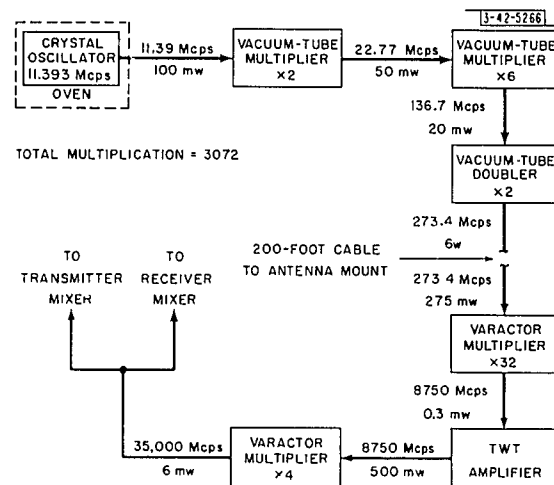 3-42-5266
CRYSTAL
OSCILLATOR
11.393 Mcps
OVEN
11.39 Mcps
100 mw
VACUUM-TUBE
MULTIPLIER
×2
22.77 Mcps
50 mw
VACUUM-TUBE
MULTIPLIER
×6
136.7 Mcps
20 mw
TOTAL MULTIPLICATION = 3072
VACUUM-TUBE
DOUBLER
×2
273.4 Mcps
6w
200-FOOT CABLE
TO ANTENNA MOUNT
273 4 Mcps
275 mw
TO
TRANSMITTER
MIXER
TO
RECEIVER
MIXER
VARACTOR
MULTIPLIER
×32
8750 Mcps
0.3 mw
TWT
AMPLIFIER
8750 Mcps
500 mw
VARACTOR
MULTIPLIER
×4
35,000 Mcps
6 mw